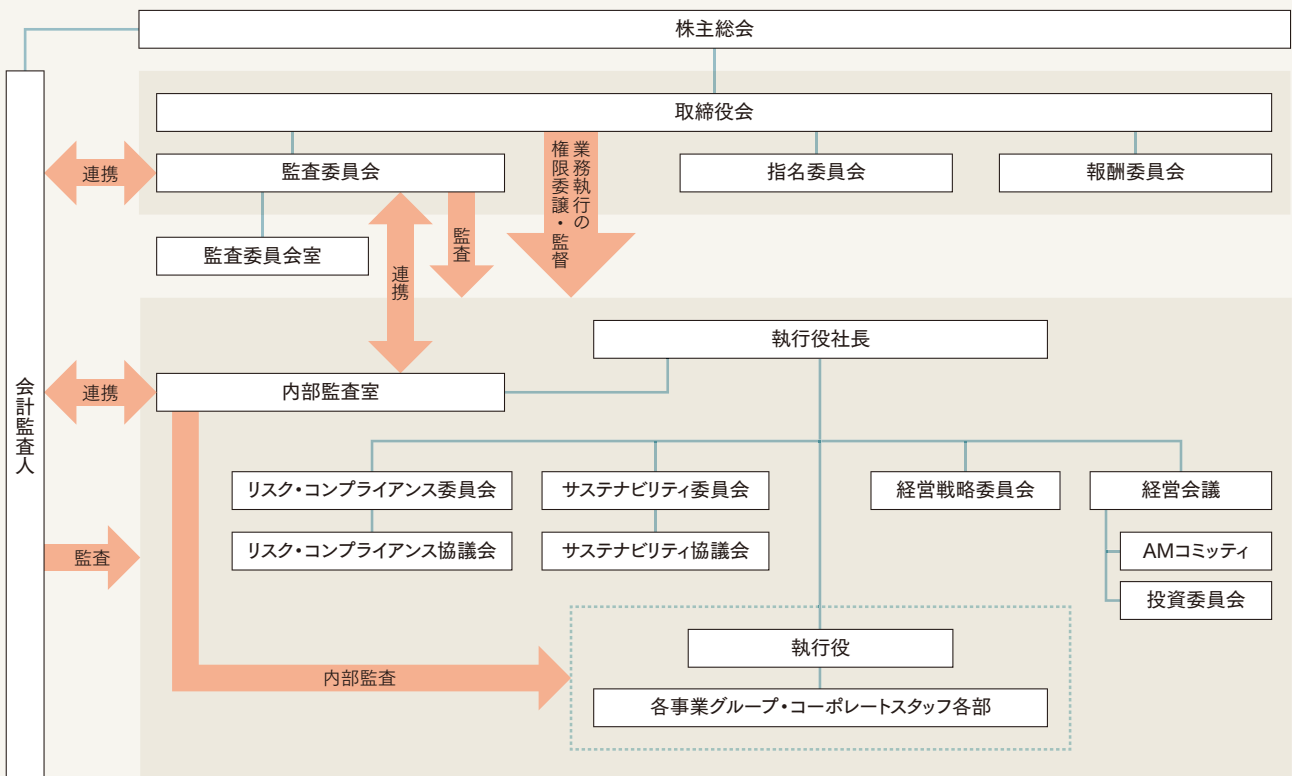 株主総会
取締役会
監査委員会
指名委員会
報酬委員会
連携
業務執行の
権限委譲・監督
監査
監査委員会室
連携
執行役社長
会計監査人
連携
内部監査室
リスク・コンプライアンス委員会
サステナビリティ委員会
経営戦略委員会
経営会議
リスク・コンプライアンス協議会
サステナビリティ協議会
AMコミッティ
監査
投資委員会
執行役
内部監査
各事業グループ・コーポレートスタッフ各部